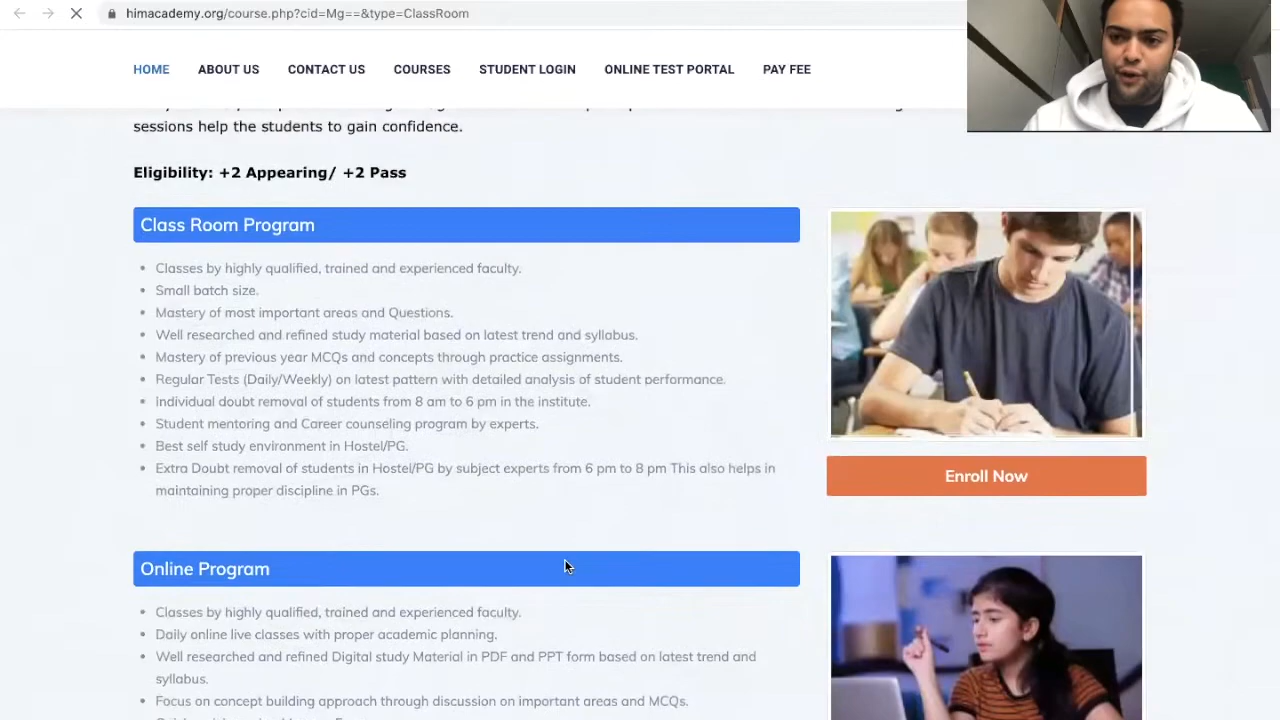 himacademy.org/course.php?cid=Mg==&type=ClassRoom
HOME ABOUT US CONTACT US COURSES STUDENT LOGIN ONLINE TEST PORTAL PAY FEE
sessions help the students to gain confidence.
Eligibility: +2 Appearing/ +2 Pass
Class Room Program
Classes by highly qualified, trained and experienced faculty.
Small batch size.
Mastery of most important areas and Questions.
Well researched and refined study material based on latest trend and syllabus.
Mastery of previous year MCQs and concepts through practice assignments.
Regular Tests (Daily/Weekly) on latest pattern with detailed analysis of student performance.
Individual doubt removal of students from 8 am to 6 pm in the institute.
Student mentoring and Career counseling program by experts.
Best self study environment in Hostel/PG.
Extra Doubt removal of students in Hostel/PG by subject experts from 6 pm to 8 pm This also helps in
maintaining proper discipline in PGs.
Enroll Now
Online Program
Classes by highly qualified, trained and experienced faculty.
Daily online live classes with proper academic planning.
Well researched and refined Digital study Material in PDF and PPT form based on latest trend and
syllabus.
Focus on concept building approach through discussion on important areas and MCQs.